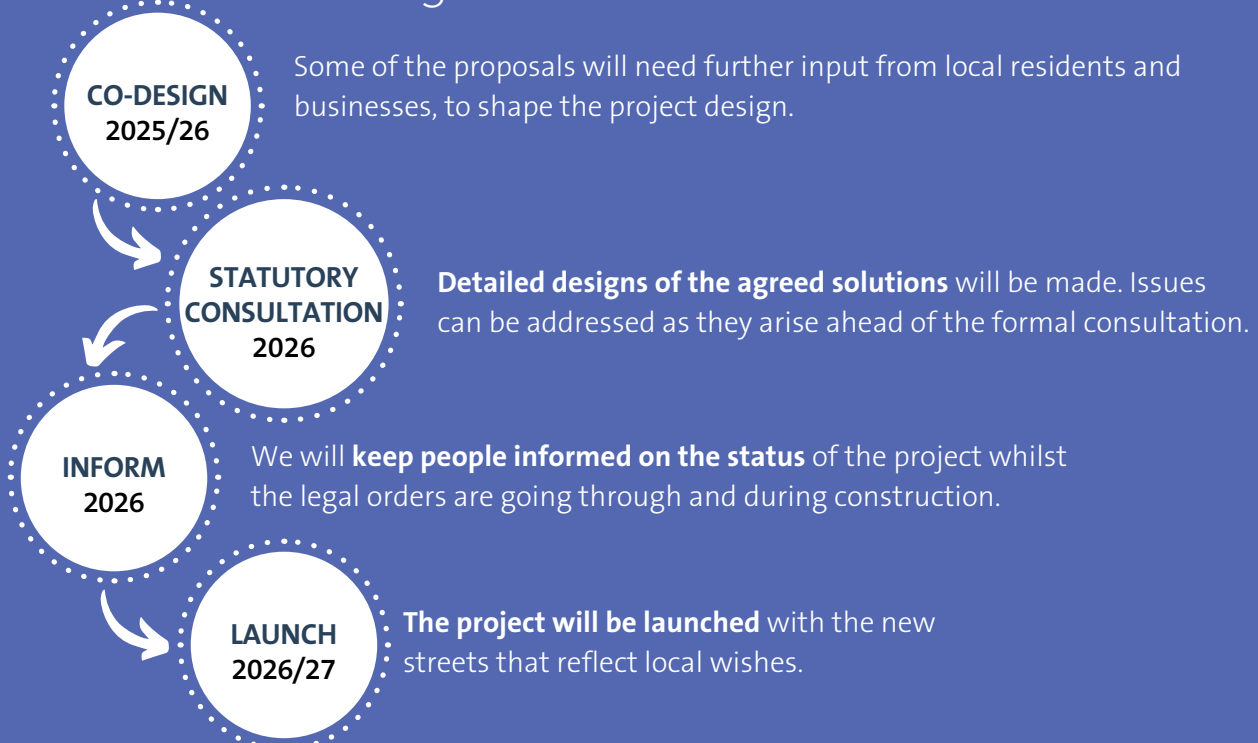 CO-DESIGN
2025/26
Some of the proposals will need further input from local residents and
businesses, to shape the project design.
STATUTORY
CONSULTATION
2026
Detailed designs of the agreed solutions will be made. Issues
can be addressed as they arise ahead of the formal consultation.
INFORM
2026
We will keep people informed on the status of the project whilst
the legal orders are going through and during construction.
LAUNCH
2026/27
The project will be launched with the new
streets that reflect local wishes.